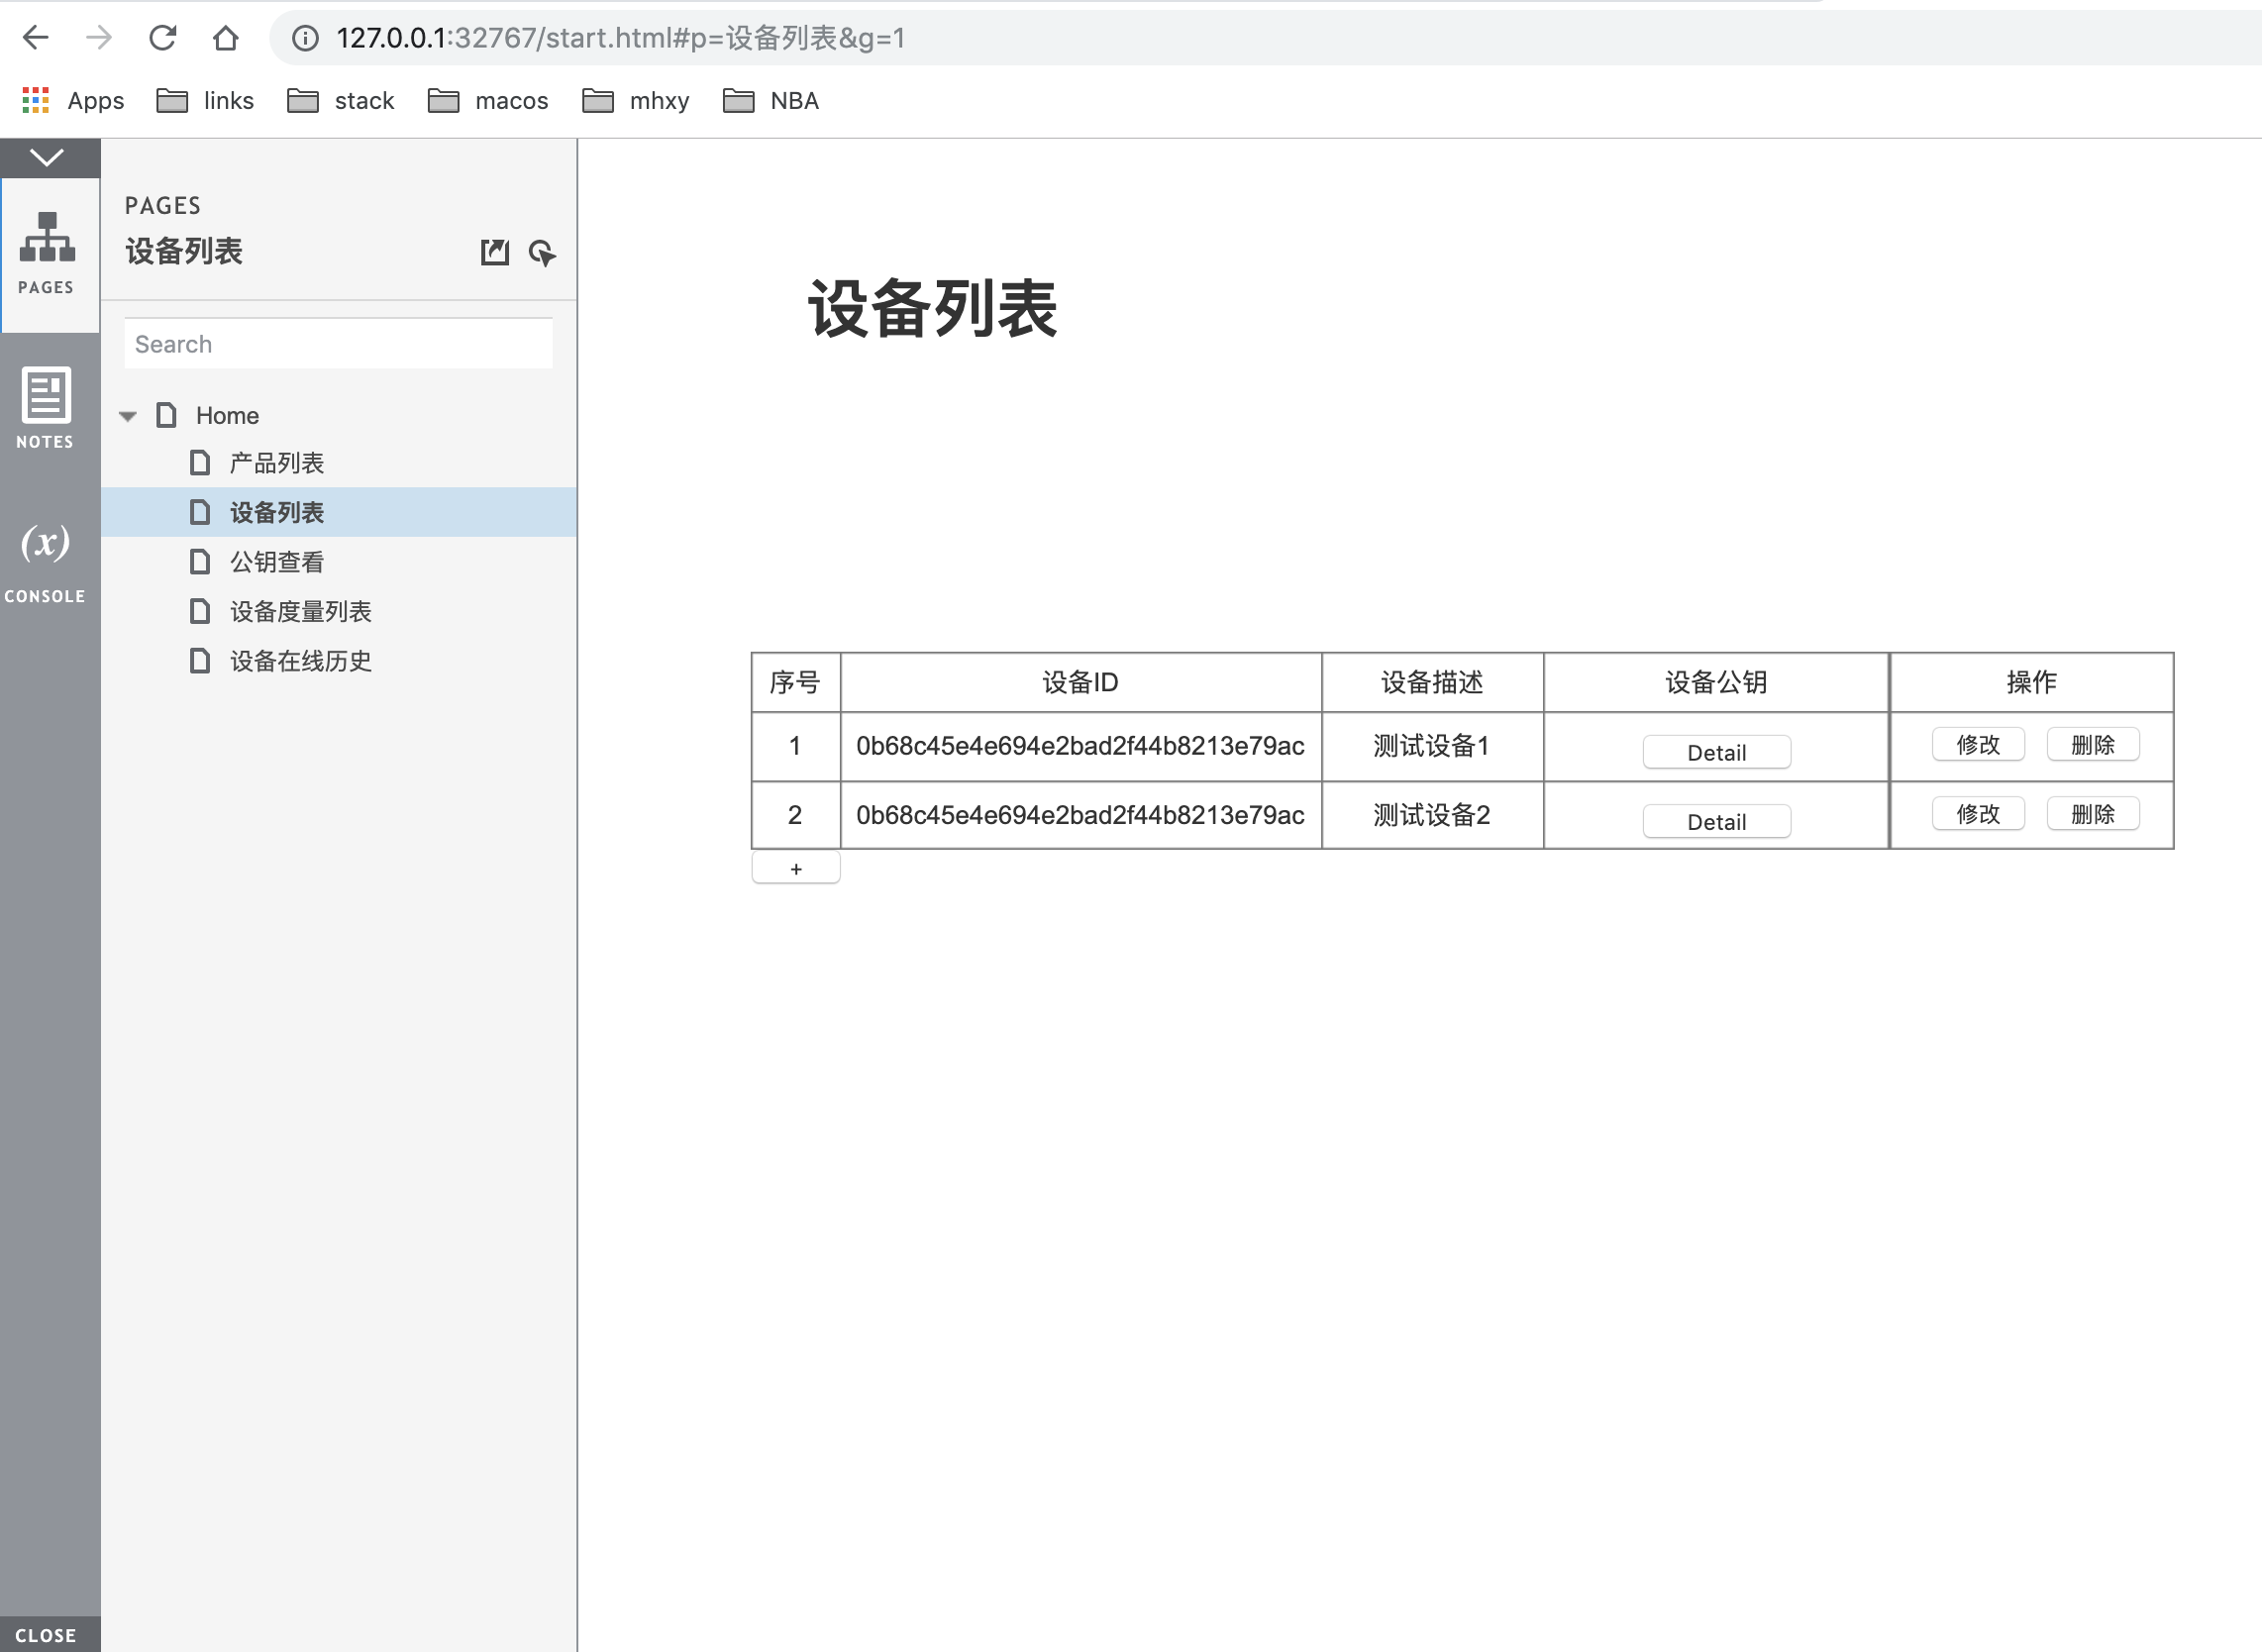 127.0.0.1:32767/start.html#p=设备列表&g=1
Apps links stack macos mhxy NBA
PAGES
NOTES
(x)
CONSOLE
CLOSE
PAGES
设备列表
Search
Home
产品列表
设备列表
公钥查看
设备度量列表
设备在线历史
设备列表
序号 设备ID 设备描述 设备公钥 操作
1 0b68c45e4e694e2bad2f44b8213e79ac 测试设备1 Detail 修改 删除
2 0b68c45e4e694e2bad2f44b8213e79ac 测试设备2 Detail 修改 删除
+